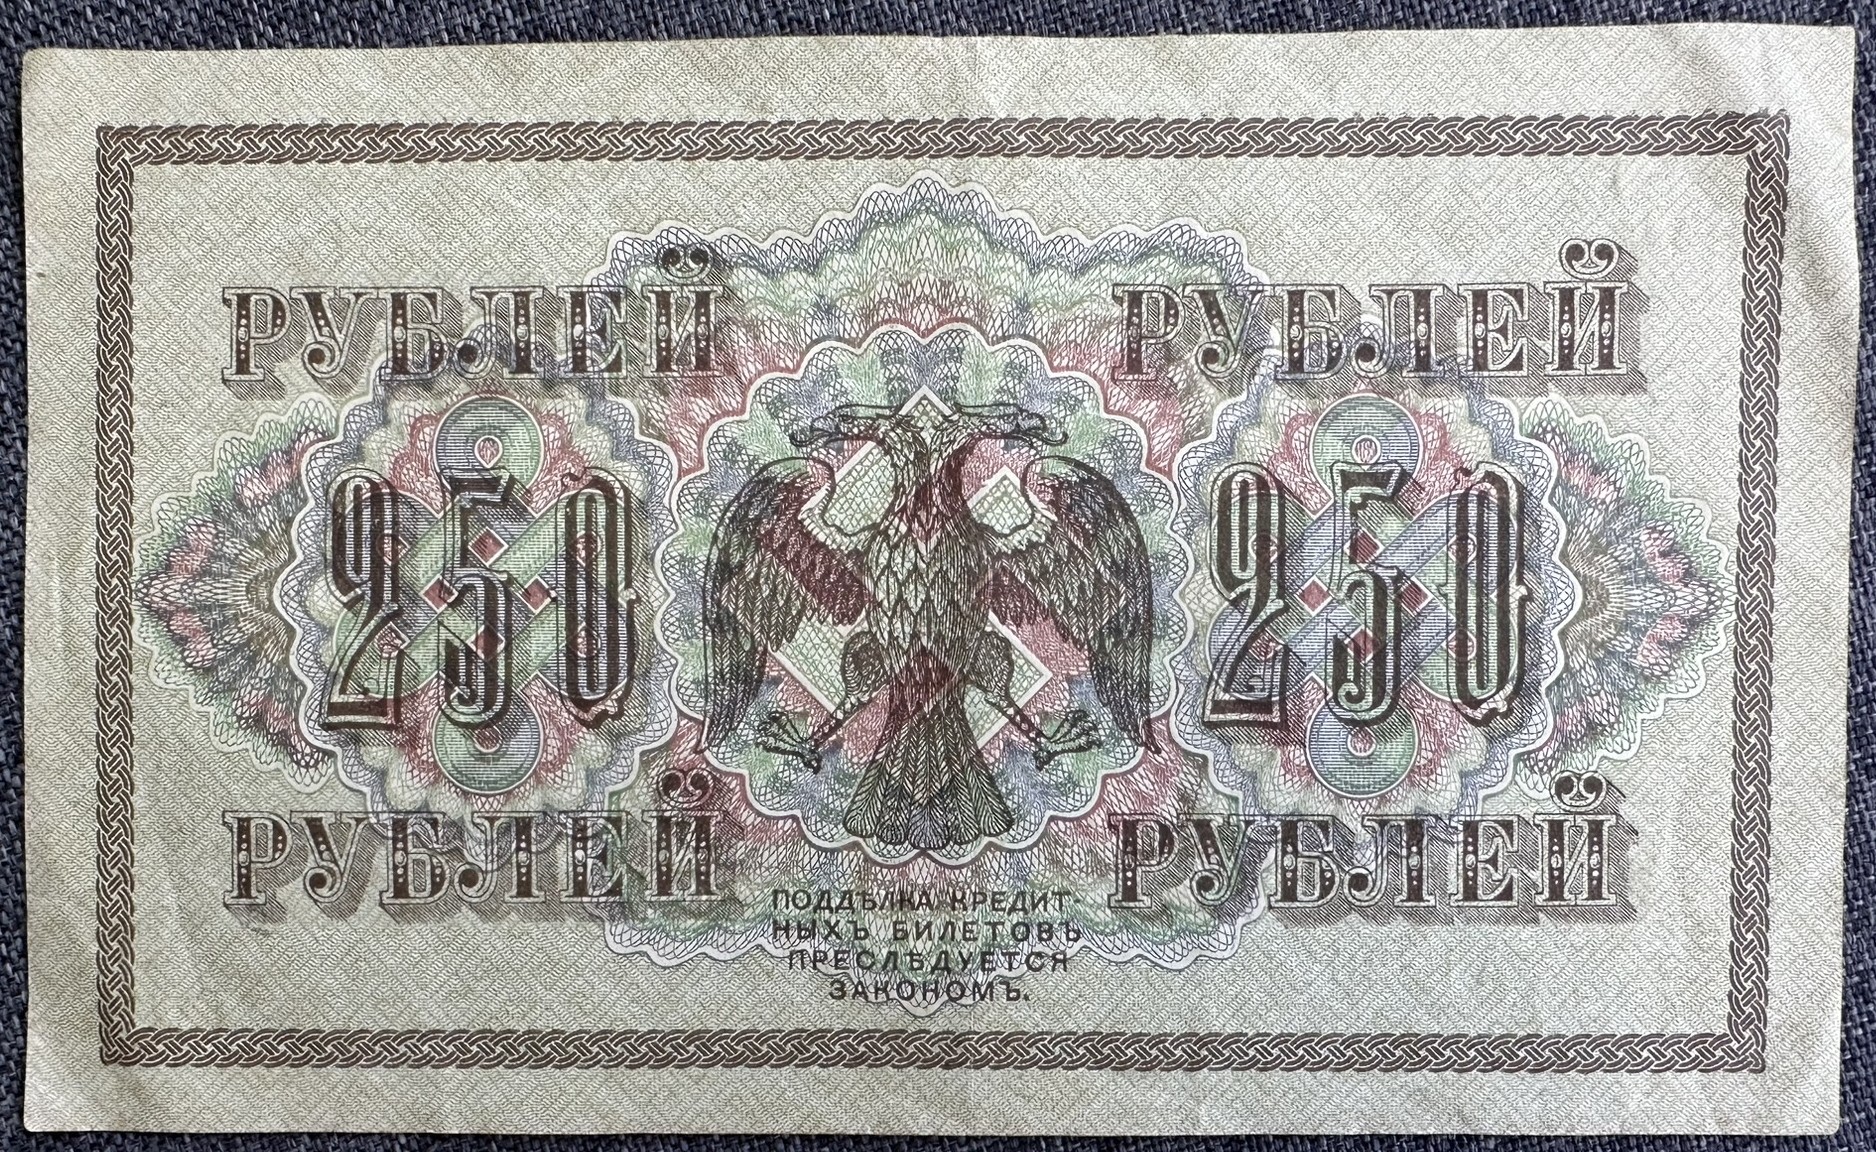 РУБЛЕЙ РУБЛЕЙ
250 250
РУБЛЕЙ РУБЛЕЙ
ПОДДѢЛКА КРЕДИТ-
НЫХЪ БИЛЕТОВЪ
ПРЕСЛѢДУЕТСЯ
ЗАКОНОМЪ.